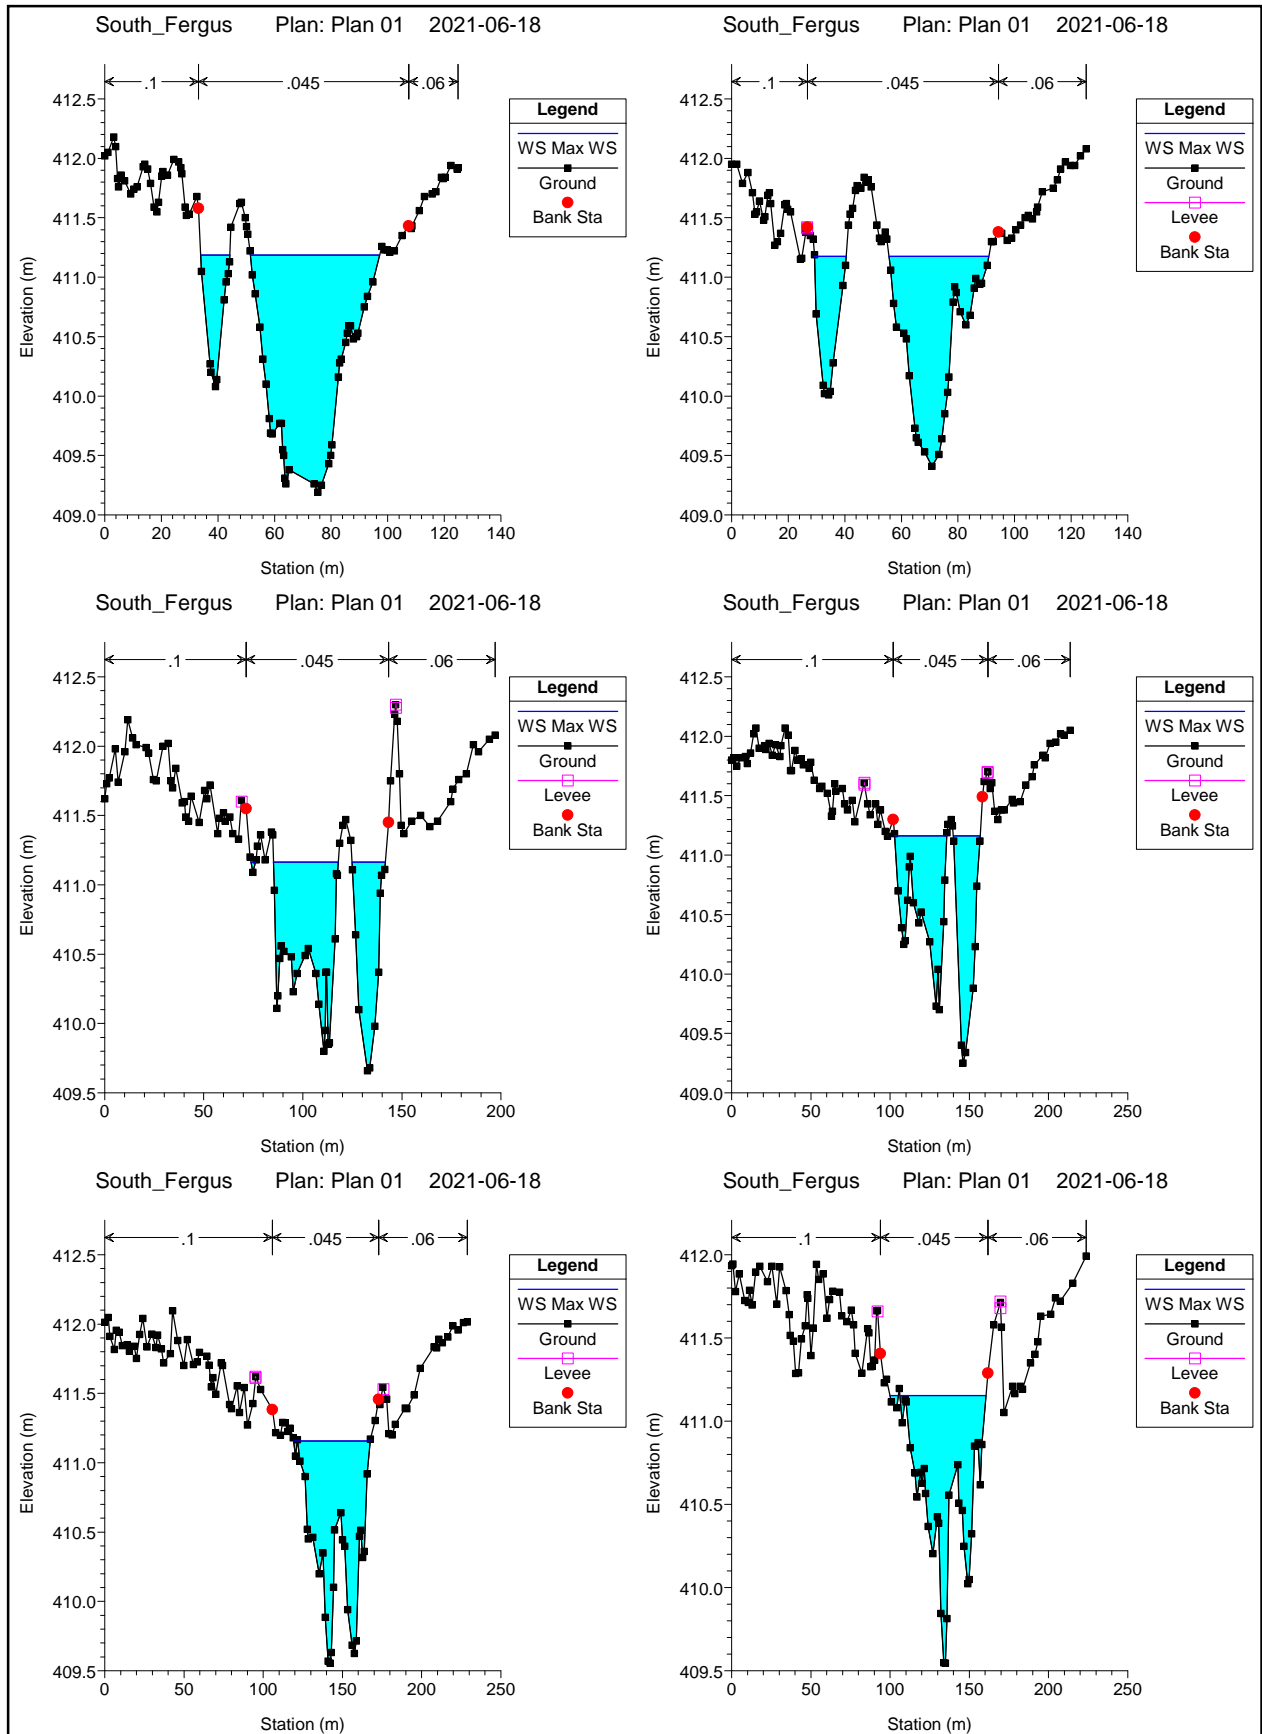 South_Fergus Plan: Plan 01 2021-06-18
.1 .045 .06
412.5
412.0
411.5
411.0
410.5
410.0
409.5
409.0
0 20 40 60 80 100 120 140
Elevation (m)
Station (m)
Legend
WS Max WS
Ground
Bank Sta
South_Fergus Plan: Plan 01 2021-06-18
.1 .045 .06
412.5
412.0
411.5
411.0
410.5
410.0
409.5
409.0
0 20 40 60 80 100 120 140
Elevation (m)
Station (m)
Legend
WS Max WS
Ground
Levee
Bank Sta
South_Fergus Plan: Plan 01 2021-06-18
.1 .045 .06
412.5
412.0
411.5
411.0
410.5
410.0
409.5
0 50 100 150 200
Elevation (m)
Station (m)
Legend
WS Max WS
Ground
Levee
Bank Sta
South_Fergus Plan: Plan 01 2021-06-18
.1 .045 .06
412.5
412.0
411.5
411.0
410.5
410.0
409.5
409.0
0 50 100 150 200 250
Elevation (m)
Station (m)
Legend
WS Max WS
Ground
Levee
Bank Sta
South_Fergus Plan: Plan 01 2021-06-18
.1 .045 .06
412.5
412.0
411.5
411.0
410.5
410.0
409.5
0 50 100 150 200 250
Elevation (m)
Station (m)
Legend
WS Max WS
Ground
Levee
Bank Sta
South_Fergus Plan: Plan 01 2021-06-18
.1 .045 .06
412.0
411.5
411.0
410.5
410.0
409.5
0 50 100 150 200 250
Elevation (m)
Station (m)
Legend
WS Max WS
Ground
Levee
Bank Sta